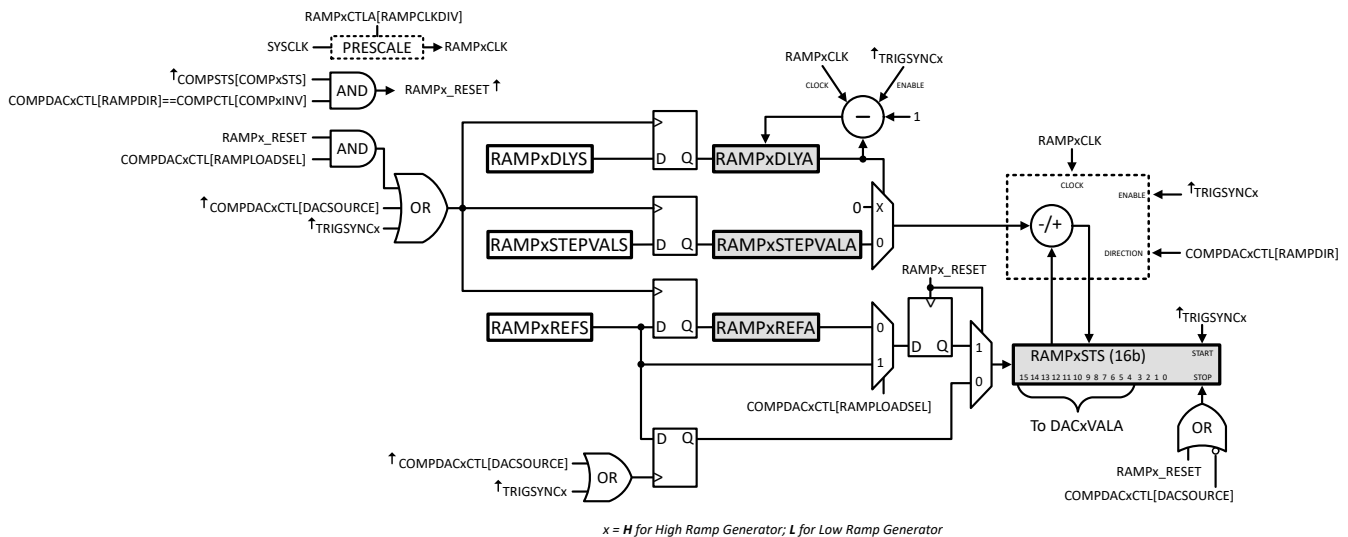 RAMPxCTLA[RAMPCLKDIV]
SYSCLK
PRESCALE
RAMPxCLK
↑COMPSTS[COMPxSTS]
COMPDACxCTL[RAMPDIR]==COMPCTL[COMPxINV]
AND
RAMPx_RESET ↑
RAMPx_RESET
COMPDACxCTL[RAMPLOADSEL]
AND
↑COMPDACxCTL[DACSOURCE]
↑TRIGSYNCx
OR
RAMPxDLYS
D Q
RAMPxDLYA
RAMPxCLK
↑TRIGSYNCx
CLOCK
ENABLE
−
1
RAMPxSTEPVALS
D Q
RAMPxSTEPVALA
0
X
0
RAMPxCLK
CLOCK
ENABLE
↑TRIGSYNCx
-/+
DIRECTION
COMPDACxCTL[RAMPDIR]
RAMPxREFS
D Q
RAMPxREFA
0
1
COMPDACxCTL[RAMPLOADSEL]
RAMPx_RESET
D Q
1
0
↑TRIGSYNCx
RAMPxSTS (16b)
START
15 14 13 12 11 10 9 8 7 6 5 4 3 2 1 0
STOP
To DACxVALA
OR
RAMPx_RESET
COMPDACxCTL[DACSOURCE]
↑COMPDACxCTL[DACSOURCE]
↑TRIGSYNCx
OR
D Q
x = H for High Ramp Generator; L for Low Ramp Generator